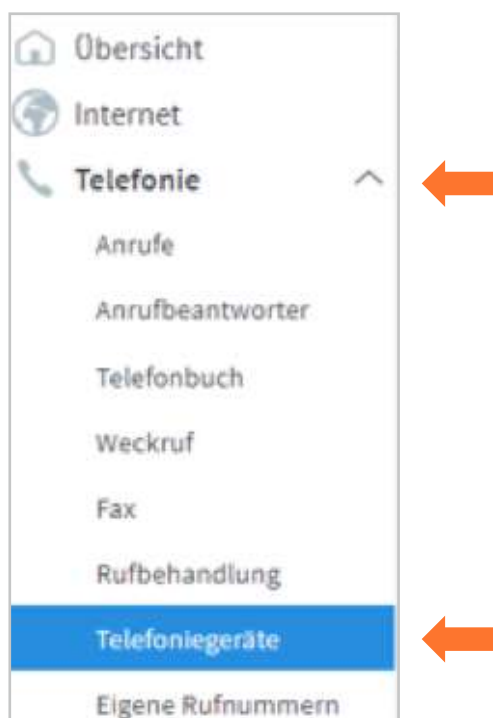 Übersicht
Internet
Telefonie
Anrufe
Anrufbeantworter
Telefonbuch
Weckruf
Fax
Rufbehandlung
Telefoniegeräte
Eigene Rufnummern